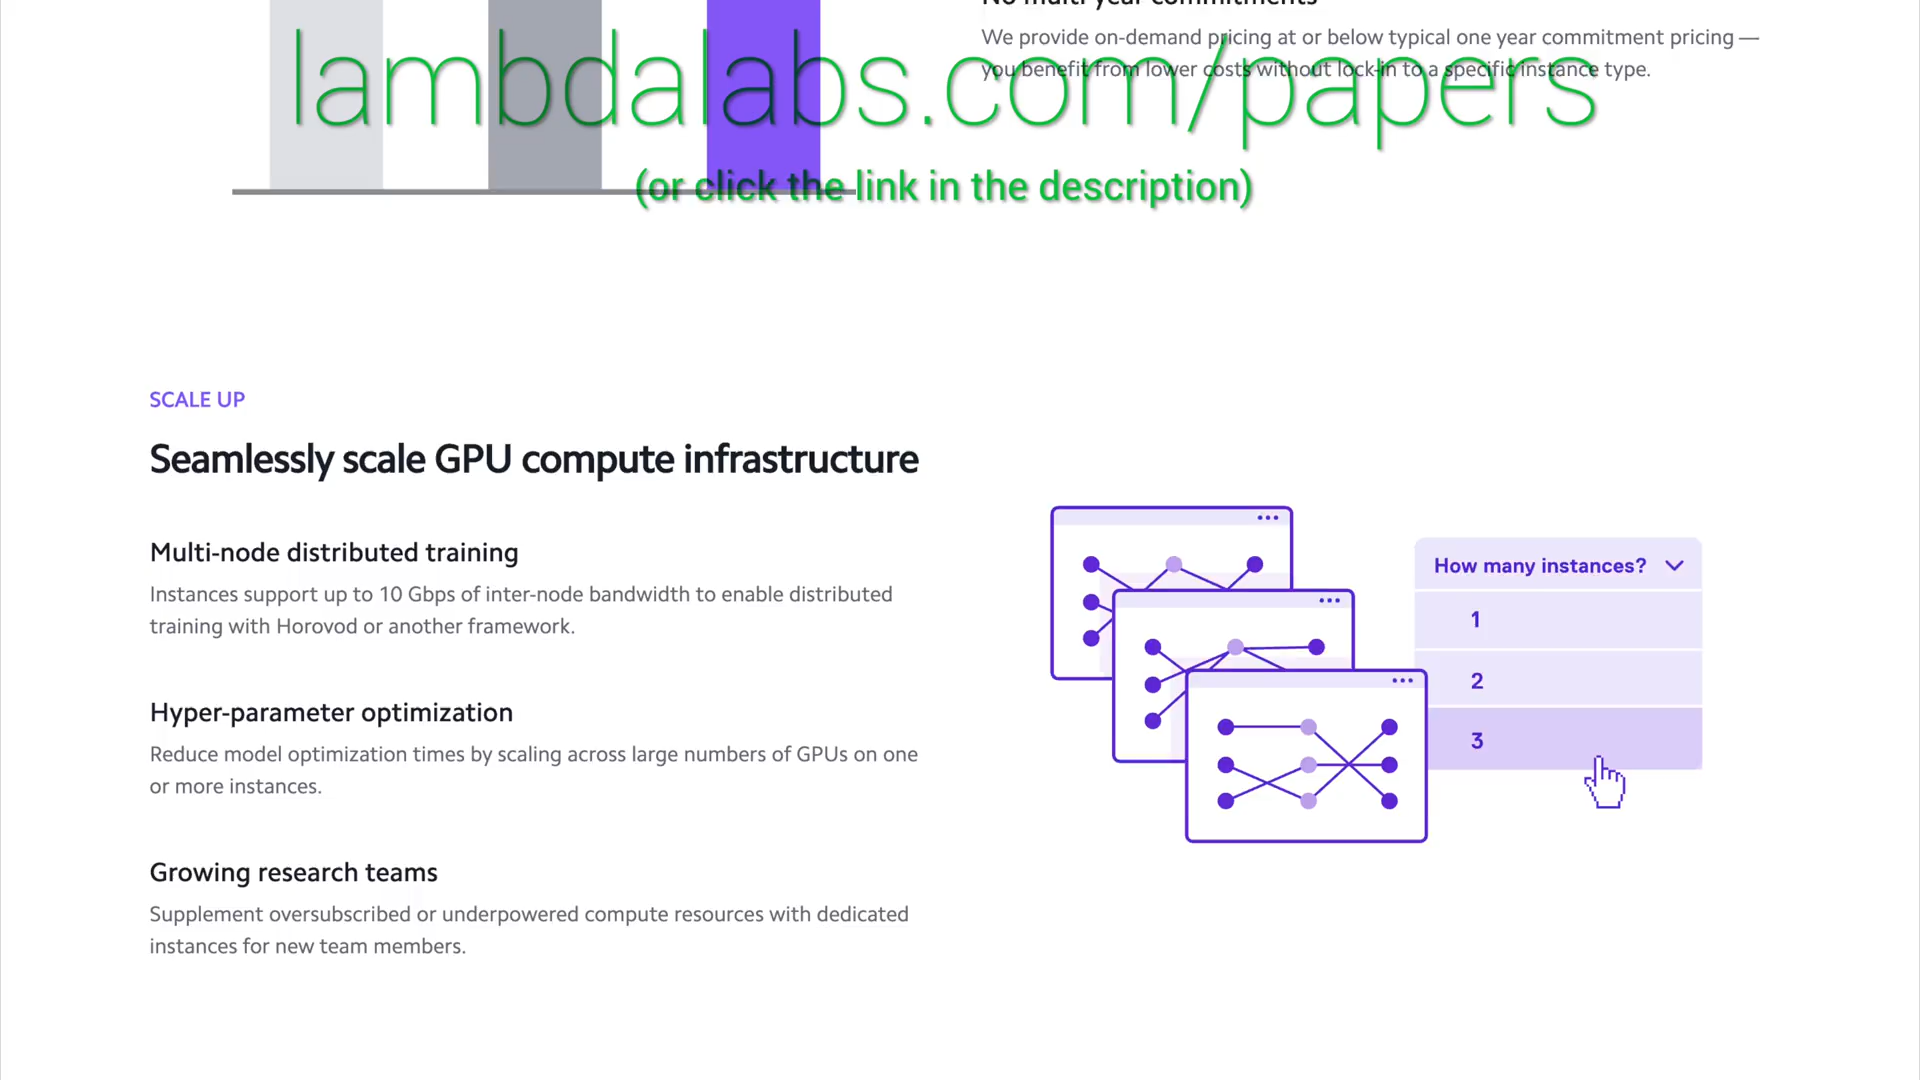 No multi-year commitments
We provide on-demand pricing at or below typical one year commitment pricing —
you benefit from lower costs without lock-in to a specific instance type.
lambdalabs.com/papers
(or click the link in the description)
SCALE UP
Seamlessly scale GPU compute infrastructure
Multi-node distributed training
Instances support up to 10 Gbps of inter-node bandwidth to enable distributed
training with Horovod or another framework.
Hyper-parameter optimization
Reduce model optimization times by scaling across large numbers of GPUs on one
or more instances.
Growing research teams
Supplement oversubscribed or underpowered compute resources with dedicated
instances for new team members.
How many instances?
1
2
3